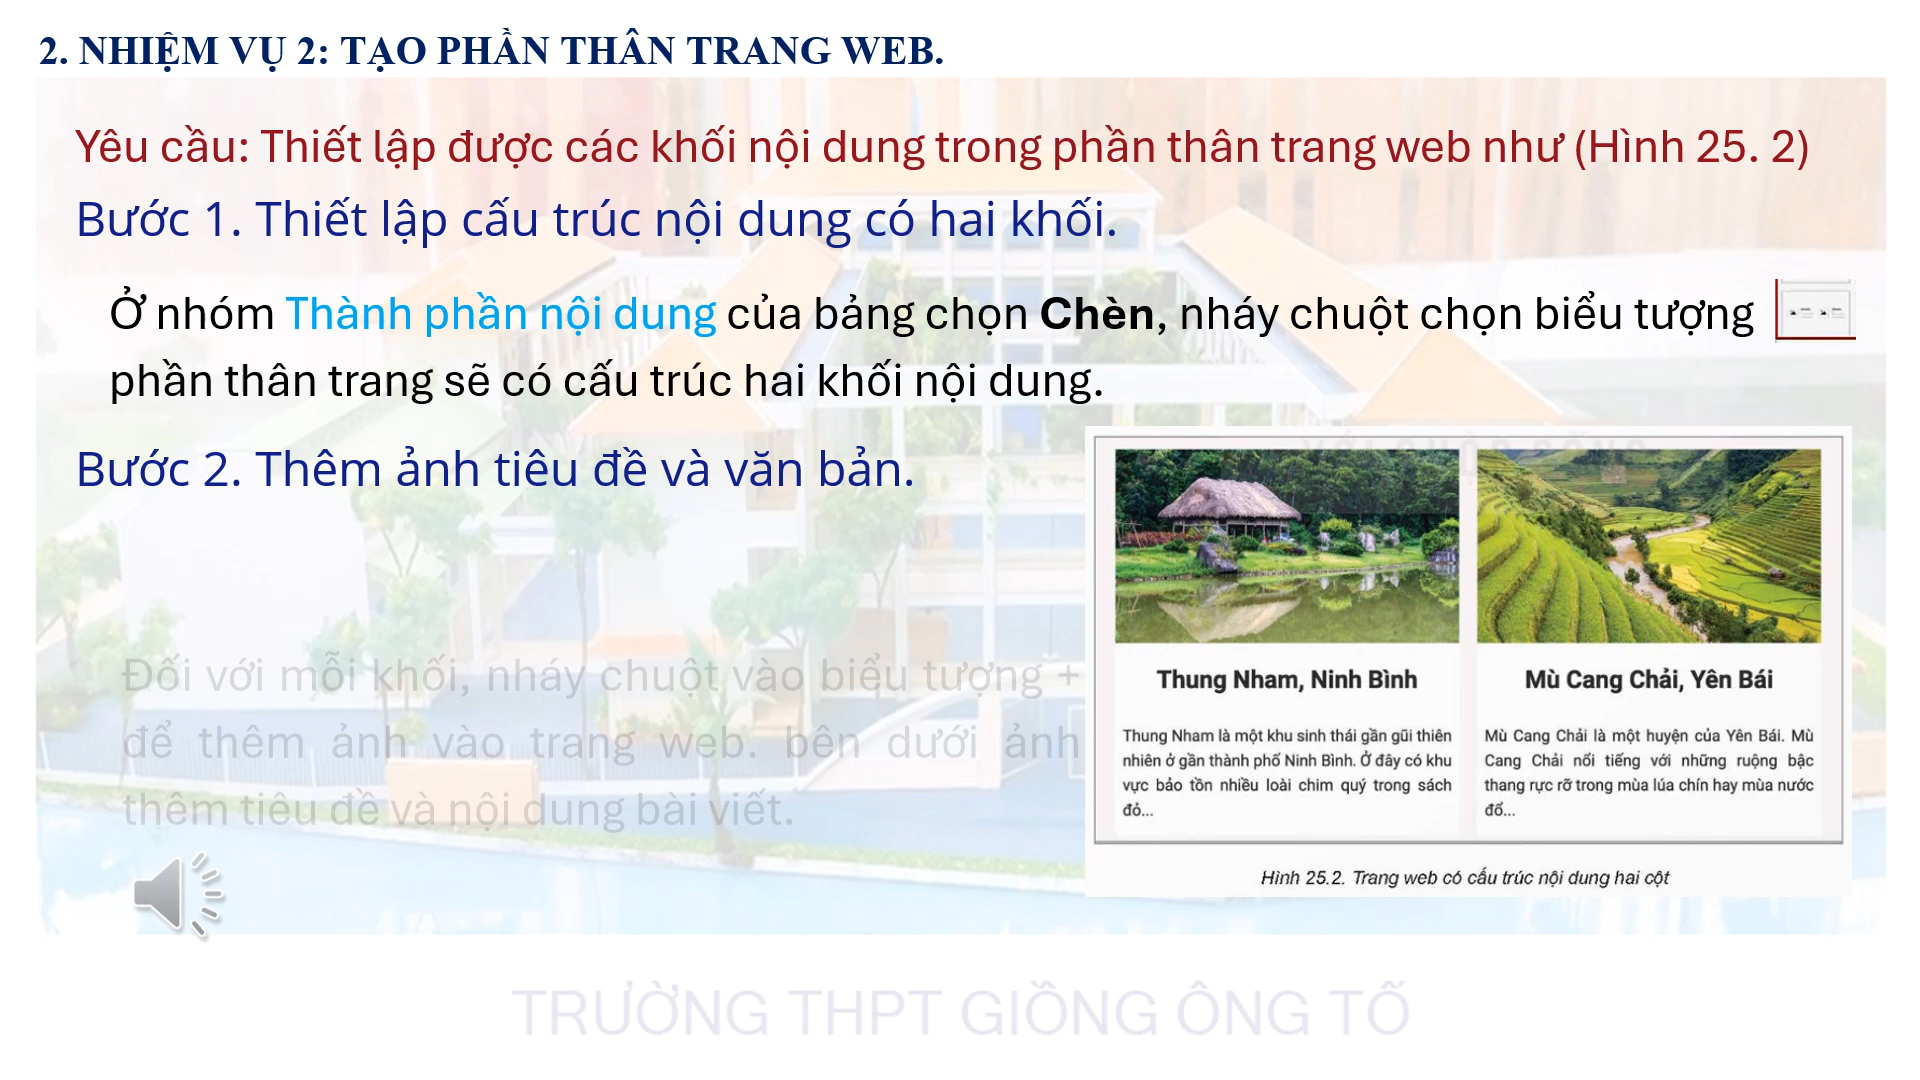 2. NHIỆM VỤ 2: TẠO PHẦN THÂN TRANG WEB.
Yêu cầu: Thiết lập được các khối nội dung trong phần thân trang web như (Hình 25. 2)
Bước 1. Thiết lập cấu trúc nội dung có hai khối.
Ở nhóm Thành phần nội dung của bảng chọn Chèn, nháy chuột chọn biểu tượng
phần thân trang sẽ có cấu trúc hai khối nội dung.
Bước 2. Thêm ảnh tiêu đề và văn bản.
Đối với mỗi khối, nháy chuột vào biểu tượng +
để thêm ảnh vào trang web. bên dưới ảnh
thêm tiêu đề và nội dung bài viết.
Thung Nham, Ninh Bình
Thung Nham là một khu sinh thái gần gũi thiên
nhiên ở gần thành phố Ninh Bình. Ở đây có khu
vực bảo tồn nhiều loài chim quý trong sách
đỏ...
Mù Cang Chải, Yên Bái
Mù Cang Chải là một huyện của Yên Bái. Mù
Cang Chải nổi tiếng với những ruộng bậc
thang rực rỡ trong mùa lúa chín hay mùa nước
đổ...
Hình 25.2. Trang web có cấu trúc nội dung hai cột
TRƯỜNG THPT GIỒNG ÔNG TỐ